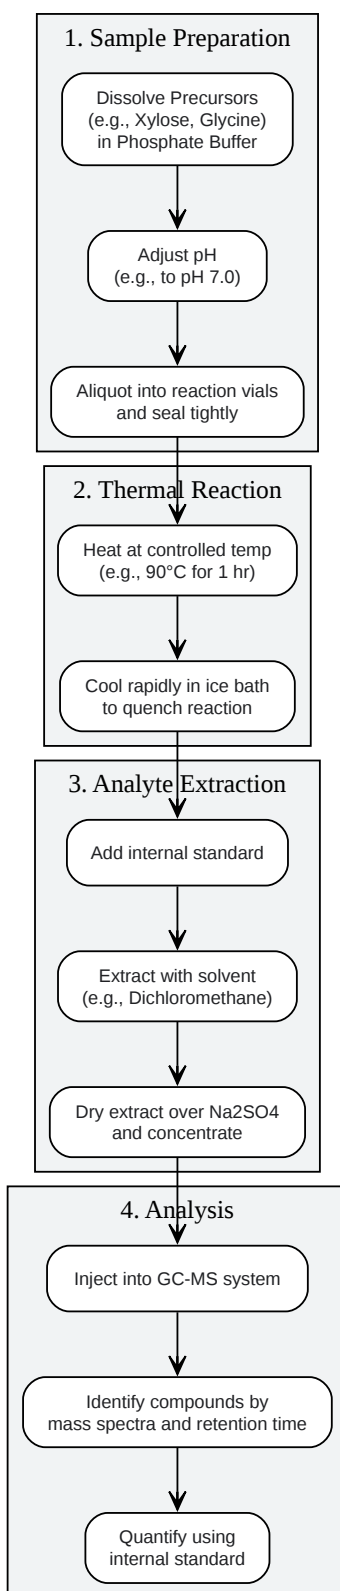 1. Sample Preparation
Dissolve Precursors
(e.g., Xylose, Glycine)
in Phosphate Buffer
Adjust pH
(e.g., to pH 7.0)
Aliquot into reaction vials
and seal tightly
2. Thermal Reaction
Heat at controlled temp
(e.g., 90°C for 1 hr)
Cool rapidly in ice bath
to quench reaction
3. Analyte Extraction
Add internal standard
Extract with solvent
(e.g., Dichloromethane)
Dry extract over Na2SO4
and concentrate
4. Analysis
Inject into GC-MS system
Identify compounds by
mass spectra and retention time
Quantify using
internal standard